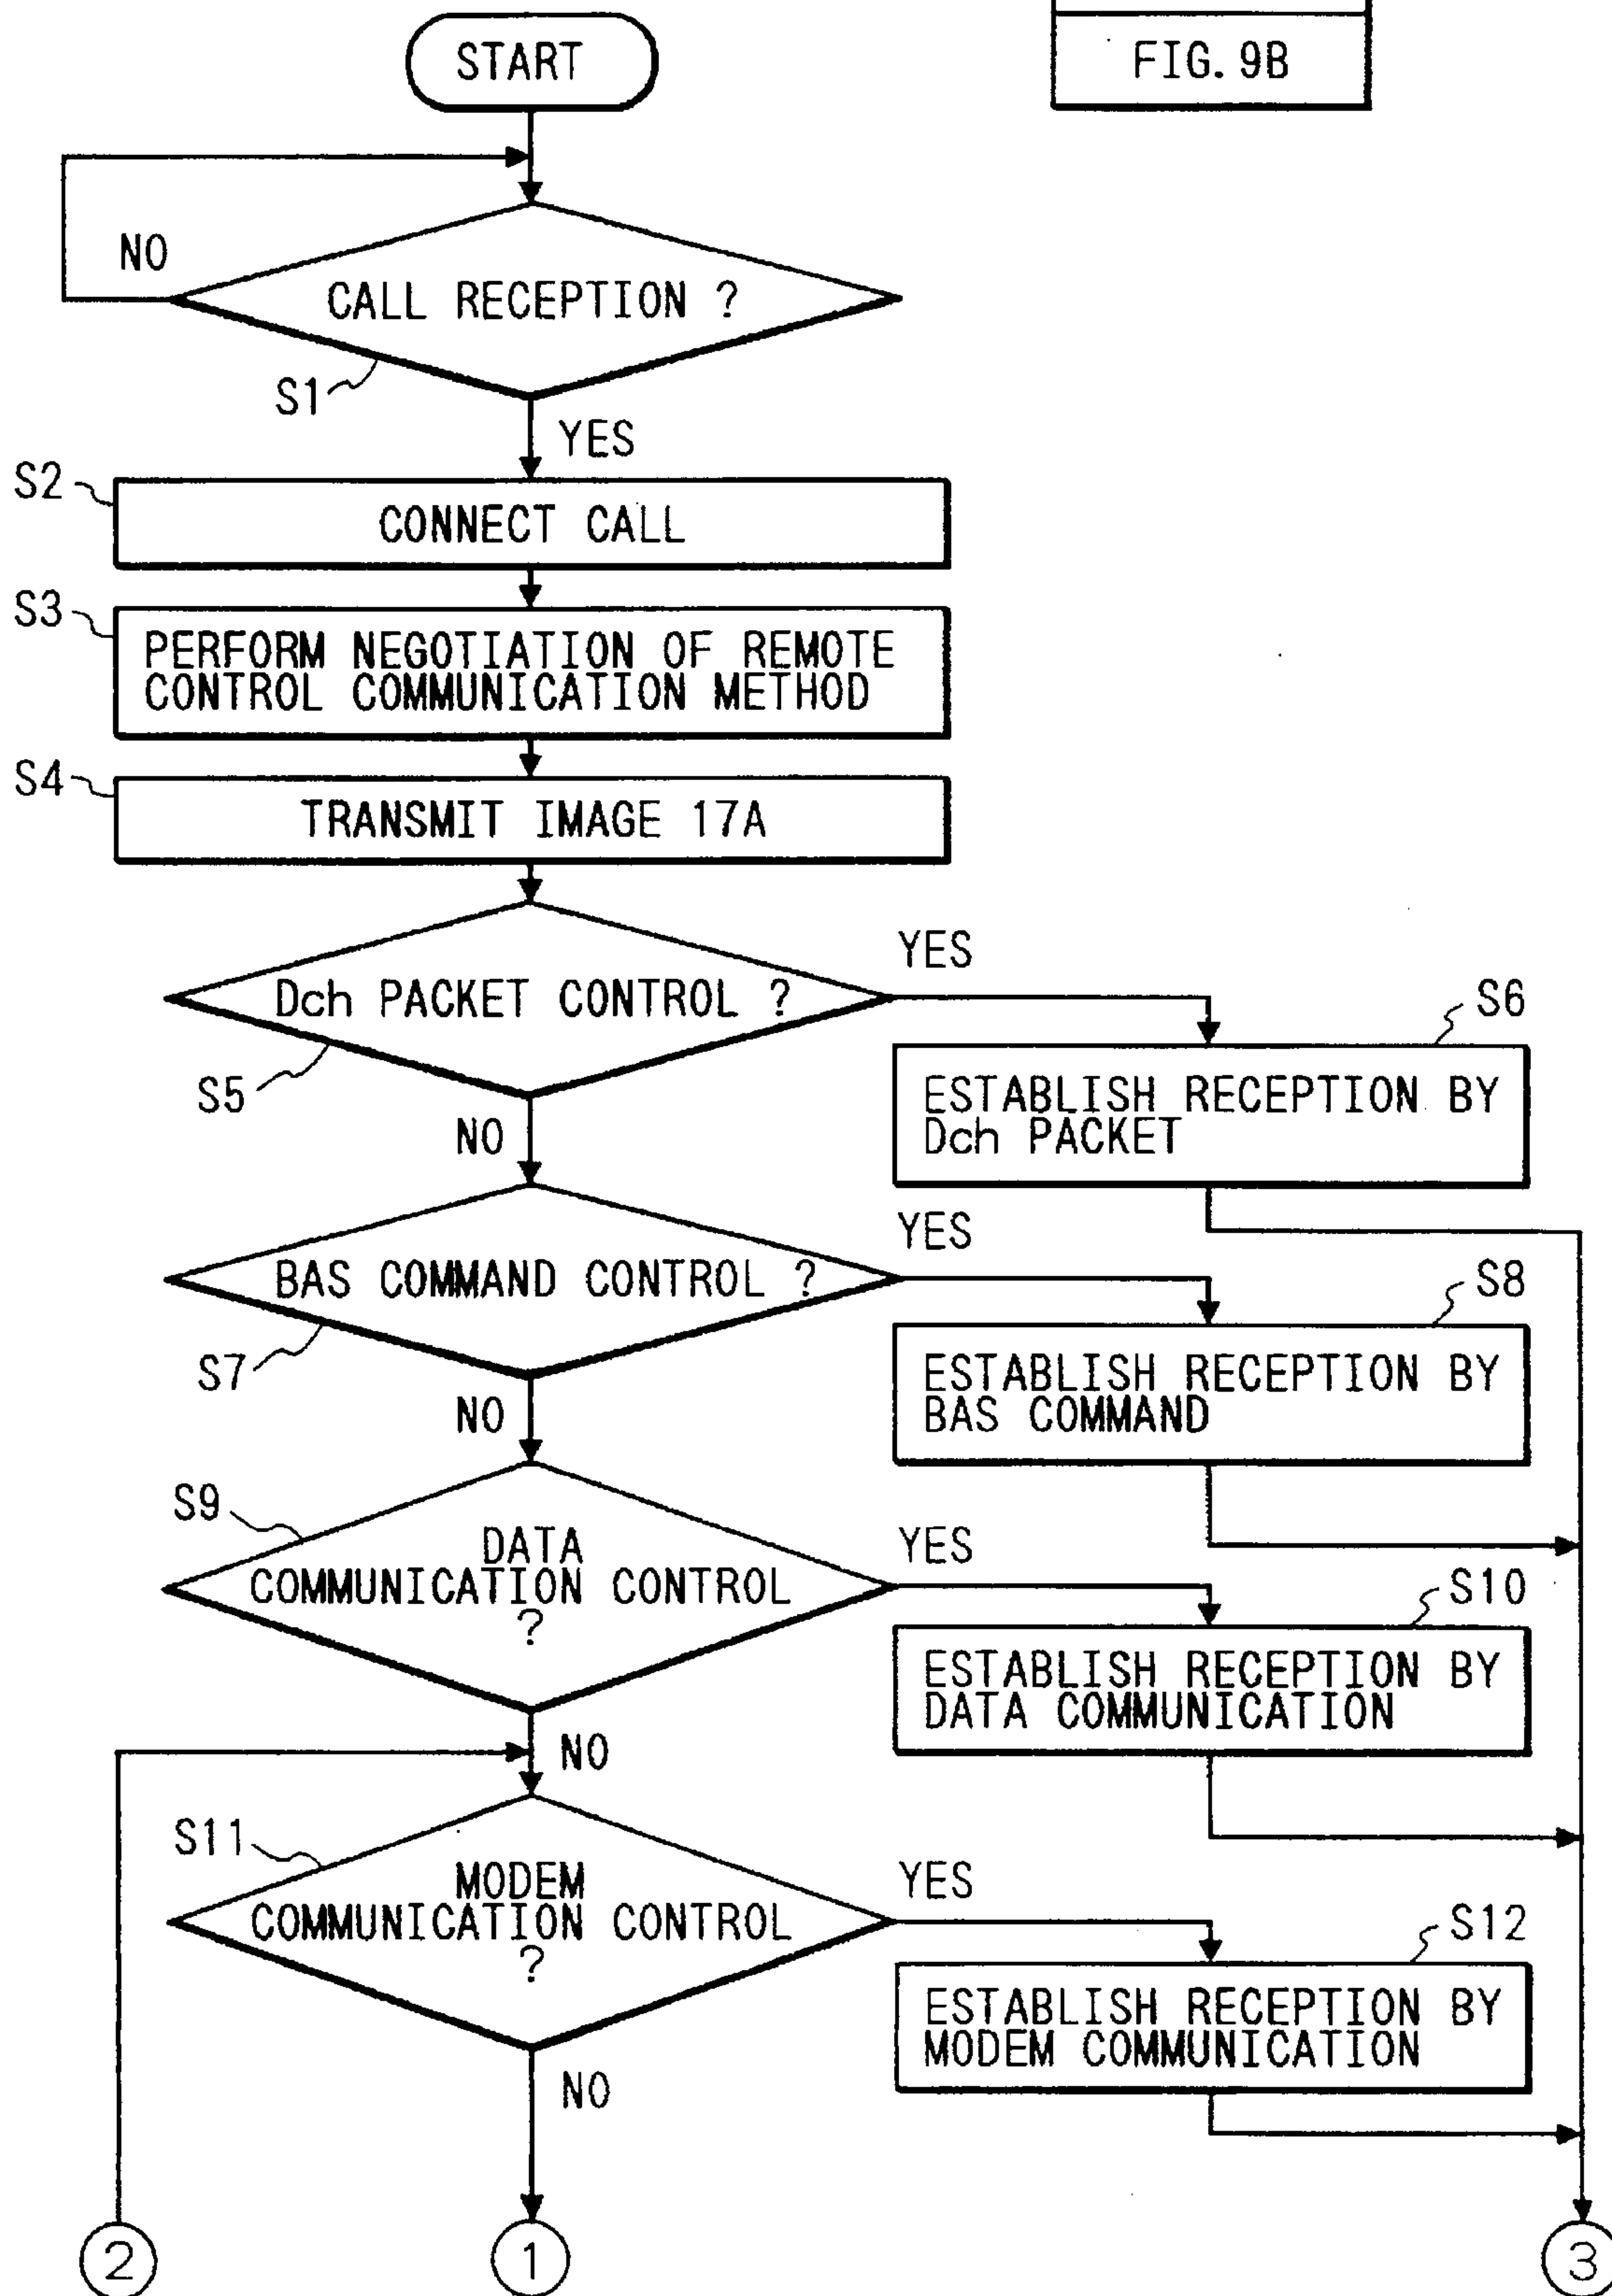 FIG. 9B
START
NO
CALL RECEPTION ?
S1
YES
S2
CONNECT CALL
S3
PERFORM NEGOTIATION OF REMOTE
CONTROL COMMUNICATION METHOD
S4
TRANSMIT IMAGE 17A
YES
Dch PACKET CONTROL ?
S6
S5
ESTABLISH RECEPTION BY
Dch PACKET
NO
YES
BAS COMMAND CONTROL ?
S8
S7
ESTABLISH RECEPTION BY
BAS COMMAND
NO
S9
YES
DATA
COMMUNICATION CONTROL
?
S10
ESTABLISH RECEPTION BY
DATA COMMUNICATION
NO
S11
YES
MODEM
COMMUNICATION CONTROL
?
S12
ESTABLISH RECEPTION BY
MODEM COMMUNICATION
NO
2
1
3